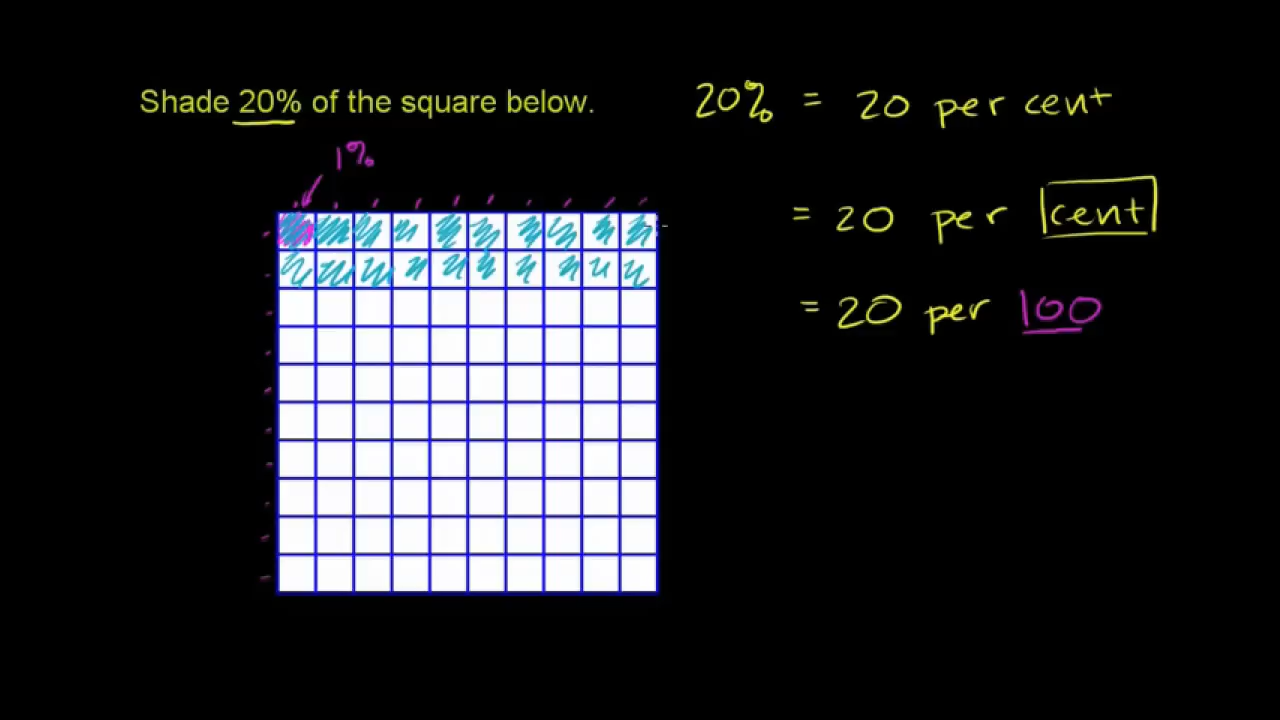 Shade 20% of the square below.
20% = 20 per cent
1%
= 20 per cent
= 20 per 100